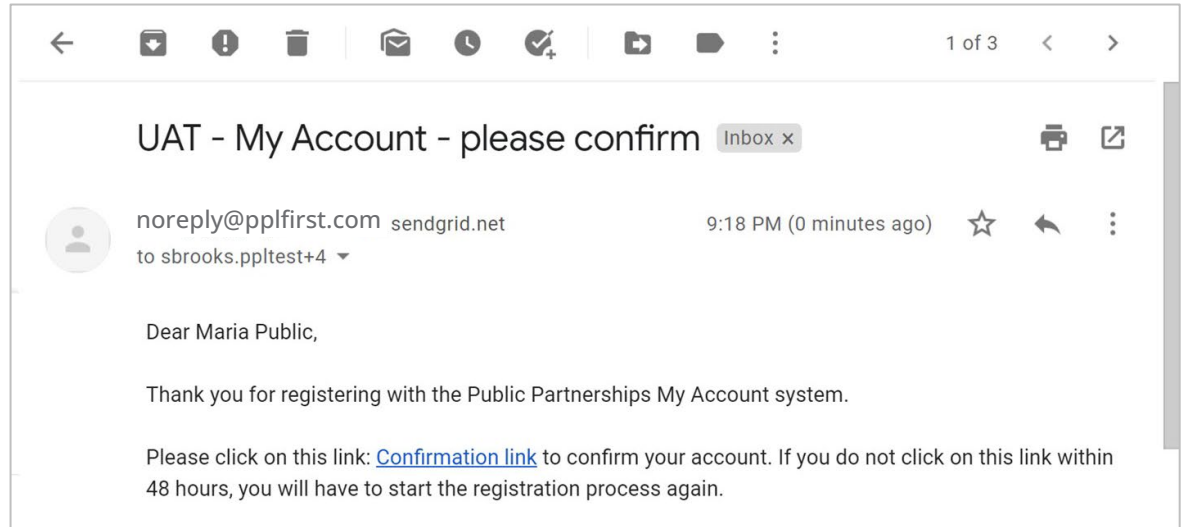 1 of 3
UAT - My Account - please confirm Inbox x
noreply@pplfirst.com sendgrid.net 9:18 PM (0 minutes ago)
to sbrooks.ppltest+4
Dear Maria Public,
Thank you for registering with the Public Partnerships My Account system.
Please click on this link: Confirmation link to confirm your account. If you do not click on this link within
48 hours, you will have to start the registration process again.